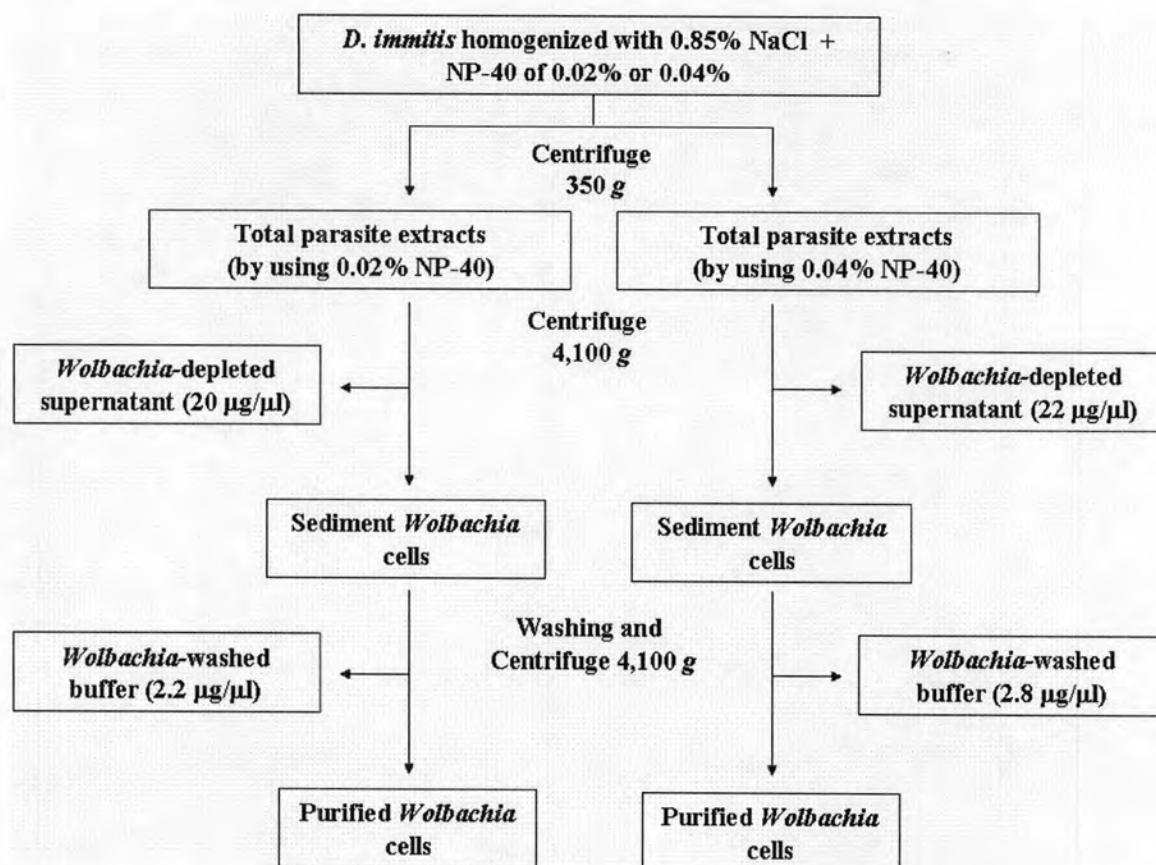 D. immitis homogenized with 0.85% NaCl +
NP-40 of 0.02% or 0.04%
Centrifuge
350 g
Total parasite extracts
(by using 0.02% NP-40)
Total parasite extracts
(by using 0.04% NP-40)
Centrifuge
4,100 g
Wolbachia-depleted
supernatant (20 µg/µl)
Wolbachia-depleted
supernatant (22 µg/µl)
Sediment Wolbachia
cells
Sediment Wolbachia
cells
Washing and
Centrifuge 4,100 g
Wolbachia-washed
buffer (2.2 µg/µl)
Wolbachia-washed
buffer (2.8 µg/µl)
Purified Wolbachia
cells
Purified Wolbachia
cells